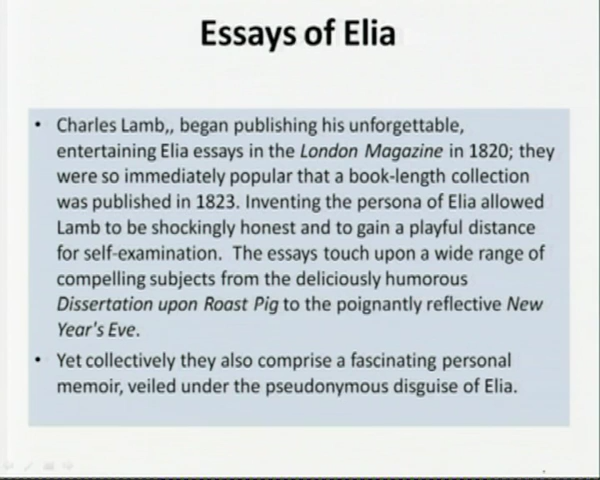 Essays of Elia
• Charles Lamb,, began publishing his unforgettable,
entertaining Elia essays in the London Magazine in 1820; they
were so immediately popular that a book-length collection
was published in 1823. Inventing the persona of Elia allowed
Lamb to be shockingly honest and to gain a playful distance
for self-examination.  The essays touch upon a wide range of
compelling subjects from the deliciously humorous
Dissertation upon Roast Pig to the poignantly reflective New
Year's Eve.
• Yet collectively they also comprise a fascinating personal
memoir, veiled under the pseudonymous disguise of Elia.